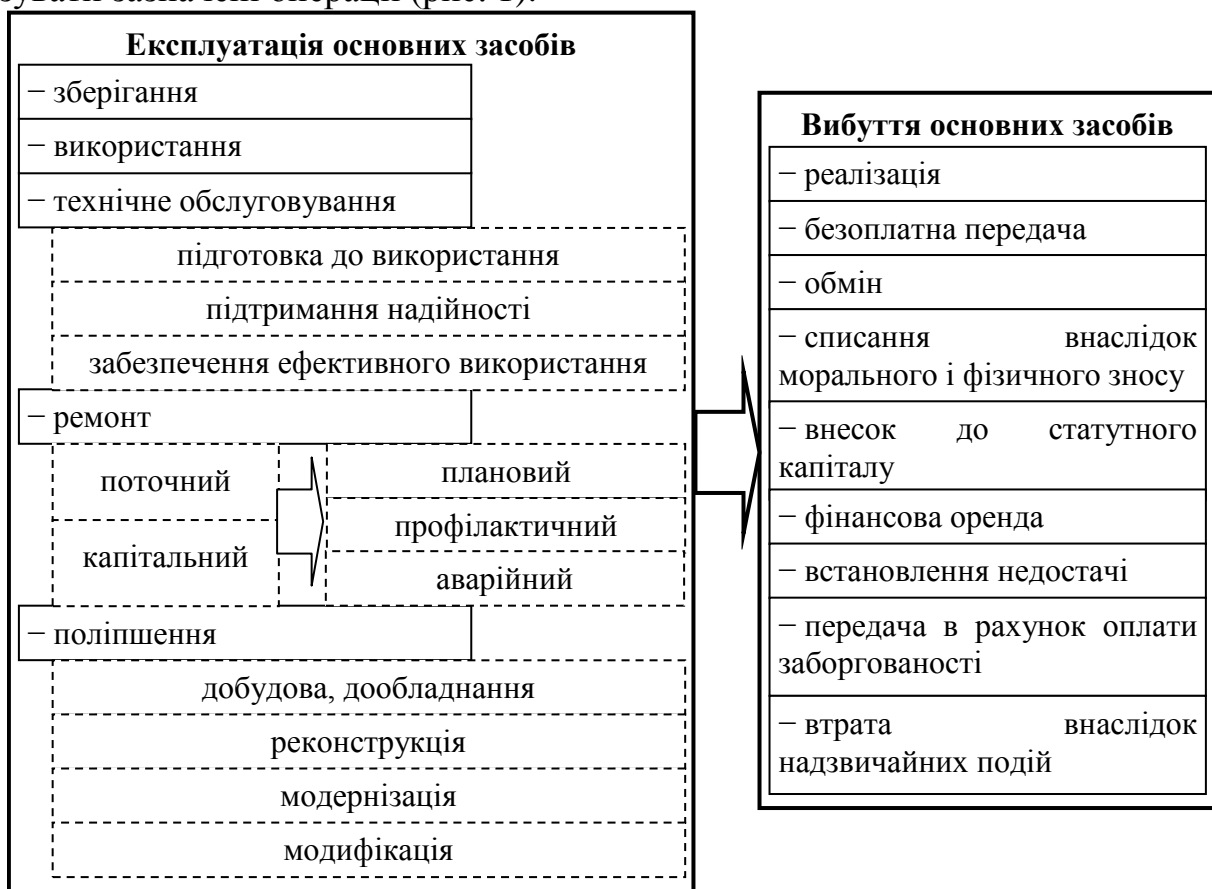 зазначені операції (рис. 1).
Експлуатація основних засобів
− зберігання
− використання
− технічне обслуговування
підготовка до використання
підтримання надійності
забезпечення ефективного використання
− ремонт
поточний
капітальний
плановий
профілактичний
аварійний
− поліпшення
добудова, дообладнання
реконструкція
модернізація
модифікація
Вибуття основних засобів
− реалізація
− безоплатна передача
− обмін
− списання внаслідок
морального і фізичного зносу
− внесок до статутного
капіталу
− фінансова оренда
− встановлення недостачі
− передача в рахунок оплати
заборгованості
− втрата внаслідок
надзвичайних подій